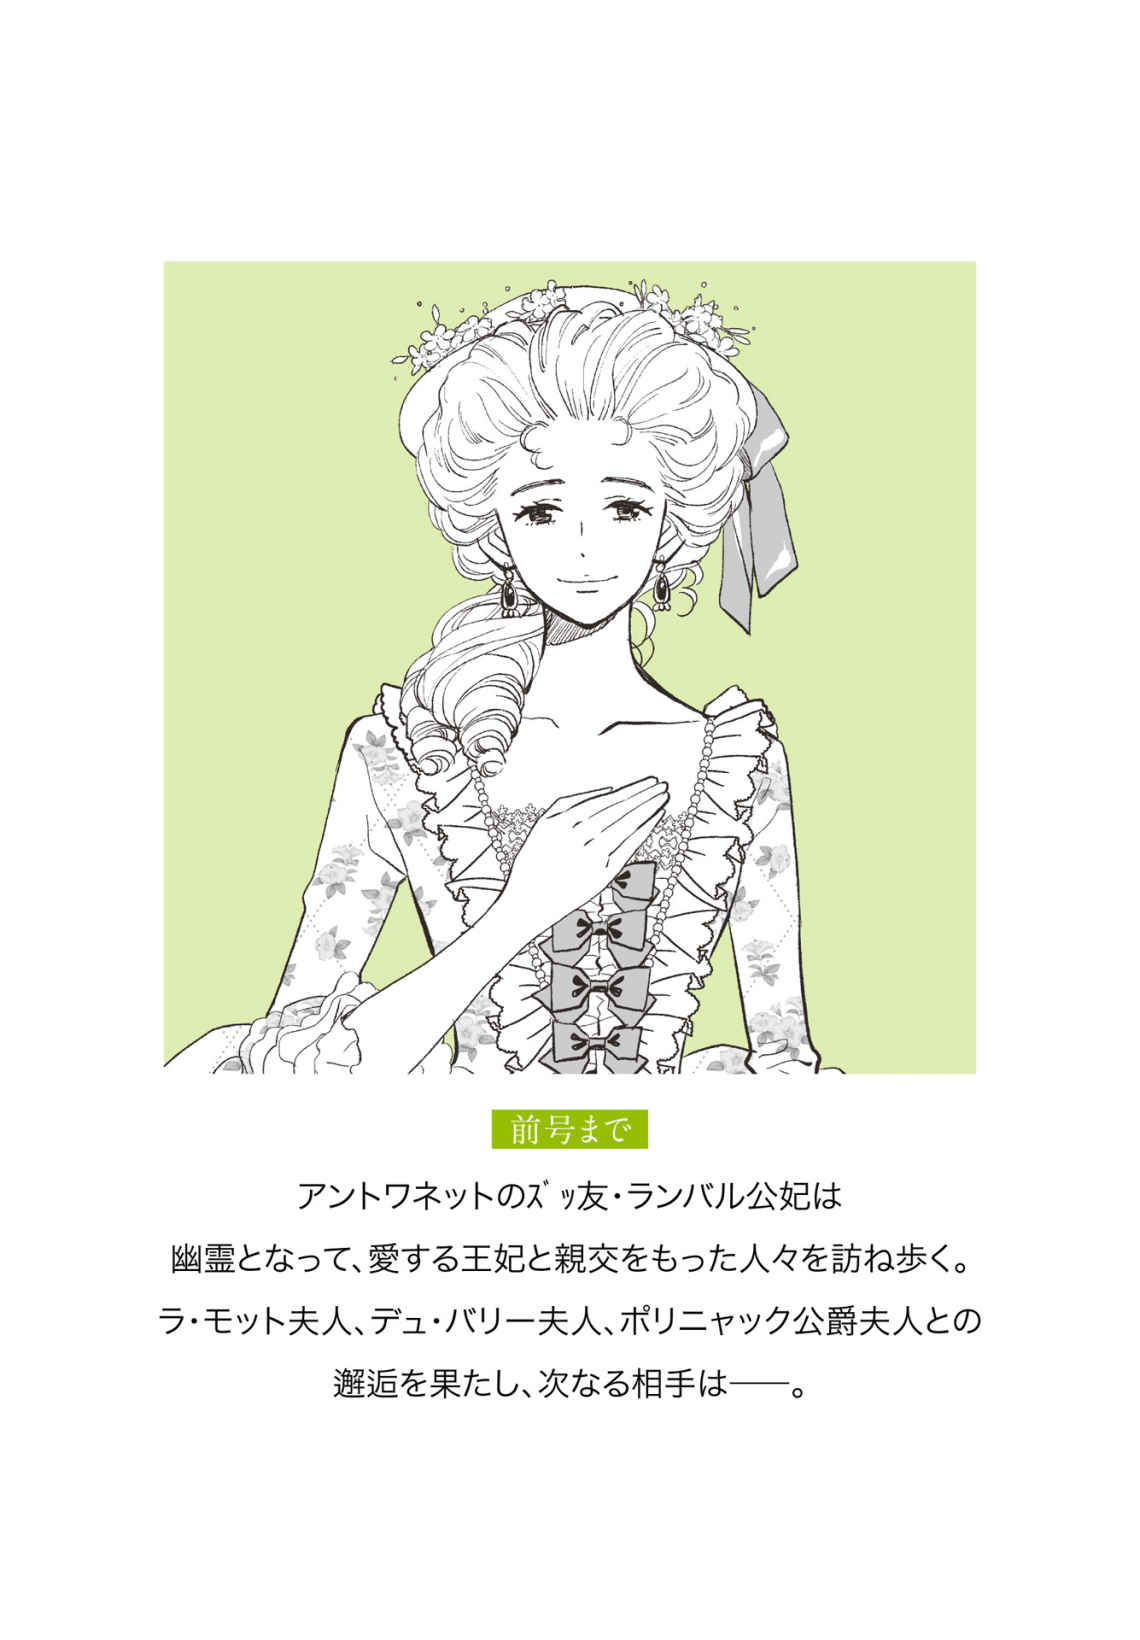 前号まで
アントワネットのズッ友・ランバル公妃は
幽霊となって、愛する王妃と親交をもった人々を訪ね歩く。
ラ・モット夫人、デュ・バリー夫人、ポリニャック公爵夫人との
邂逅を果たし、次なる相手は――。